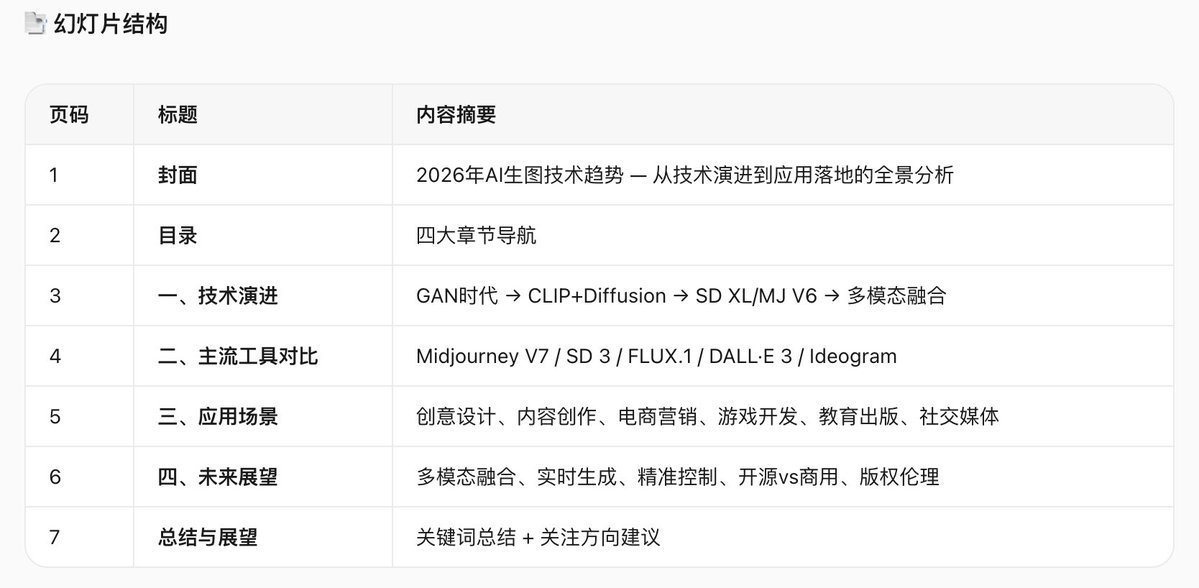 幻灯片结构
页码 标题 内容摘要
1 封面 2026年AI生图技术趋势 — 从技术演进到应用落地的全景分析
2 目录 四大章节导航
3 一、技术演进 GAN时代 → CLIP+Diffusion → SD XL/MJ V6 → 多模态融合
4 二、主流工具对比 Midjourney V7 / SD 3 / FLUX.1 / DALL·E 3 / Ideogram
5 三、应用场景 创意设计、内容创作、电商营销、游戏开发、教育出版、社交媒体
6 四、未来展望 多模态融合、实时生成、精准控制、开源vs商用、版权伦理
7 总结与展望 关键词总结 + 关注方向建议